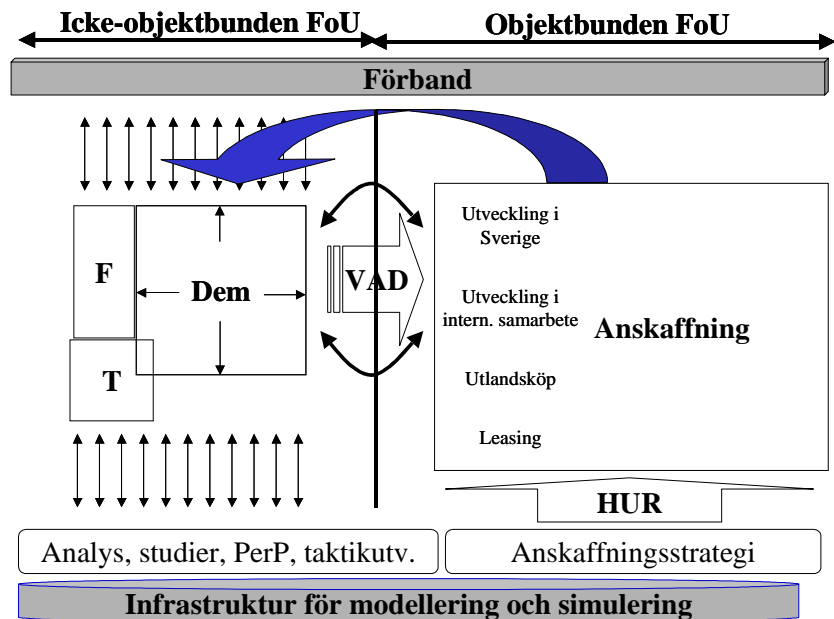 Icke-objektbunden FoU
Objektbunden FoU
Förband
F
Dem
T
VAD
Utveckling i
Sverige
Utveckling i
intern. samarbete
Utlandsköp
Leasing
Anskaffning
HUR
Analys, studier, PerP, taktikutv.
Anskaffningsstrategi
Infrastruktur för modellering och simulering